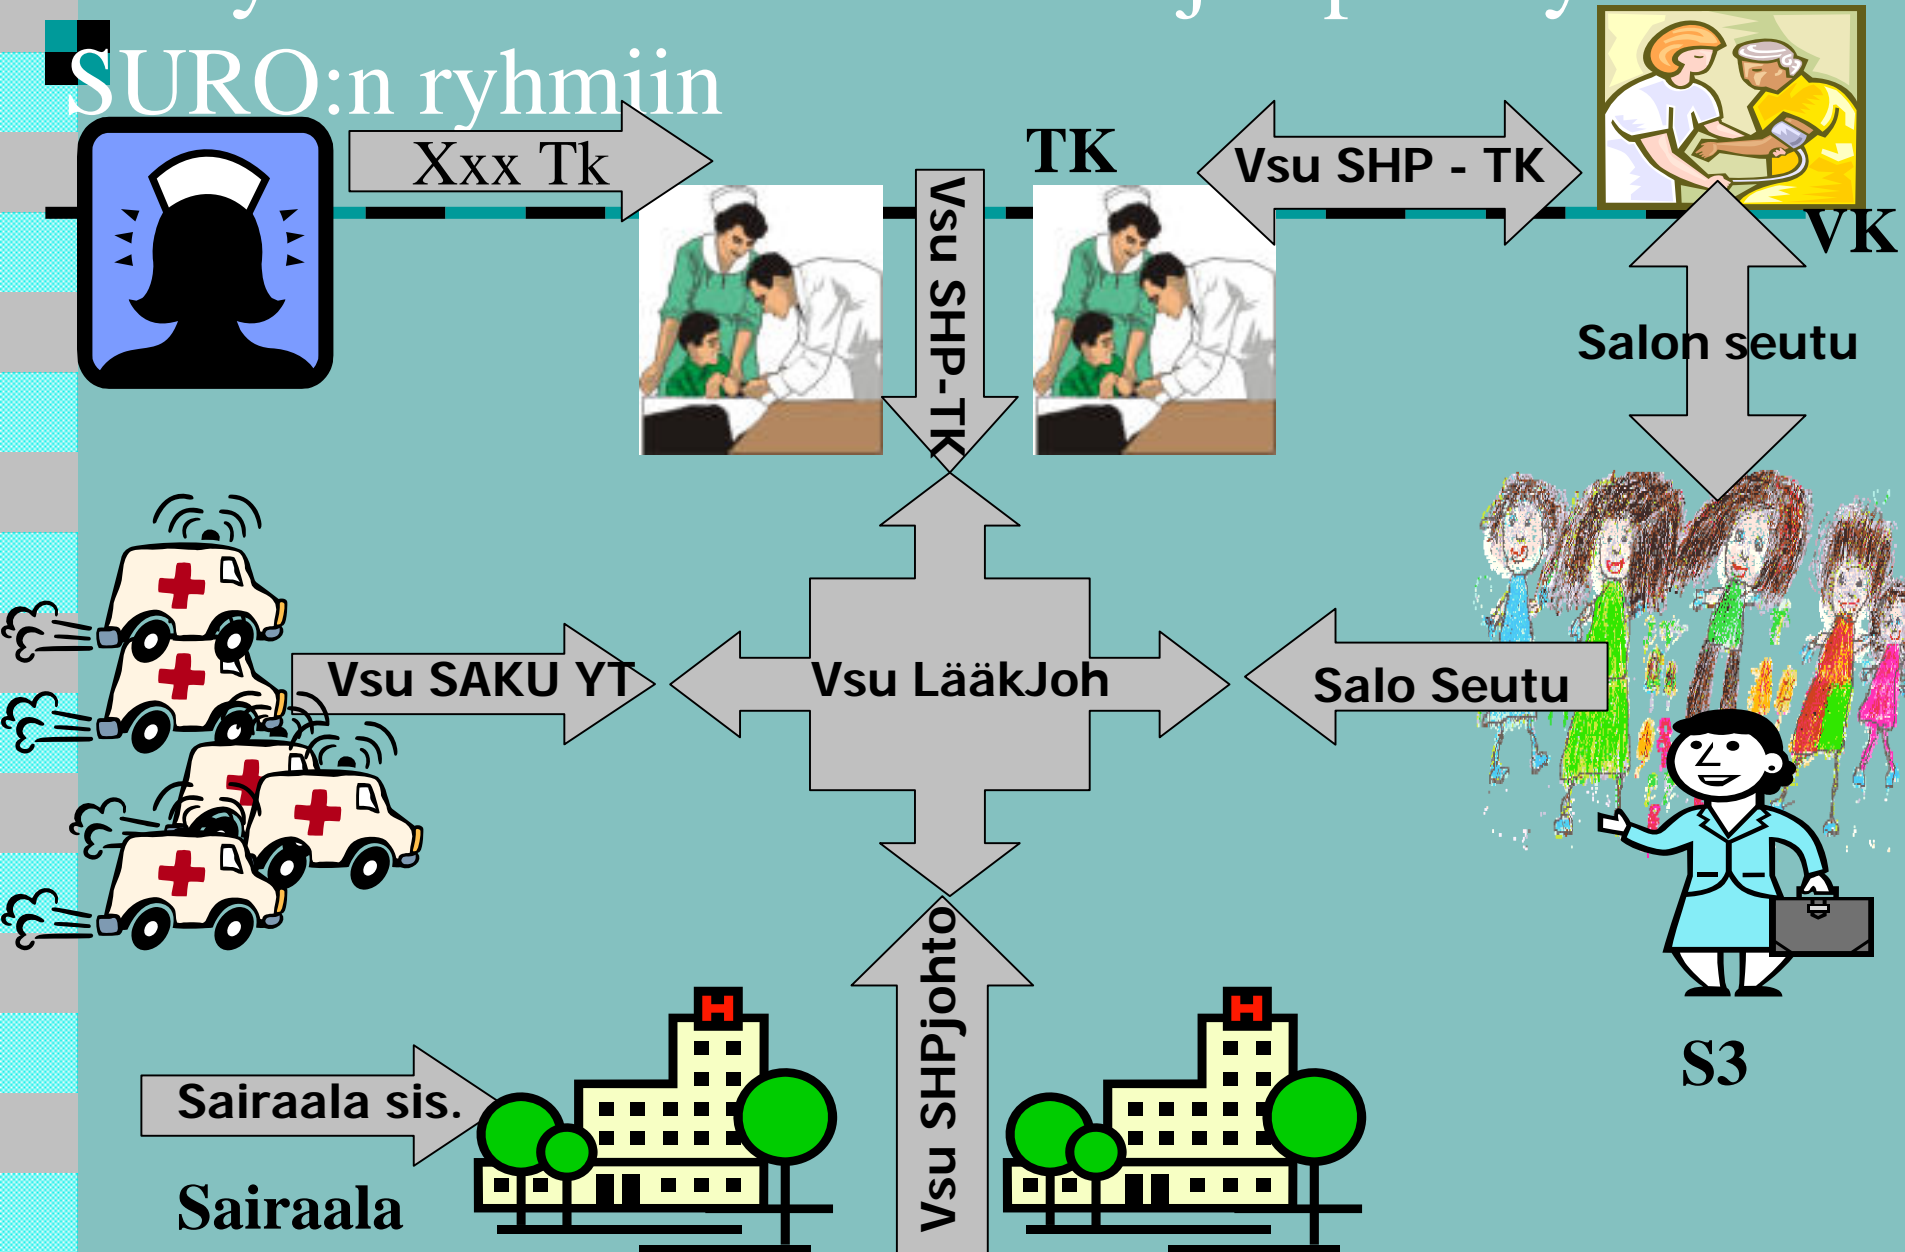 SURO:n ryhmiin
Xxx Tk
TK
Vsu SHP - TK
VK
Vsu SHP-TK
Salon seutu
Vsu SAKU YT
Vsu LääkJoh
Salo Seutu
Vsu SHPjohto
S3
Sairaala sis.
Sairaala
H
H